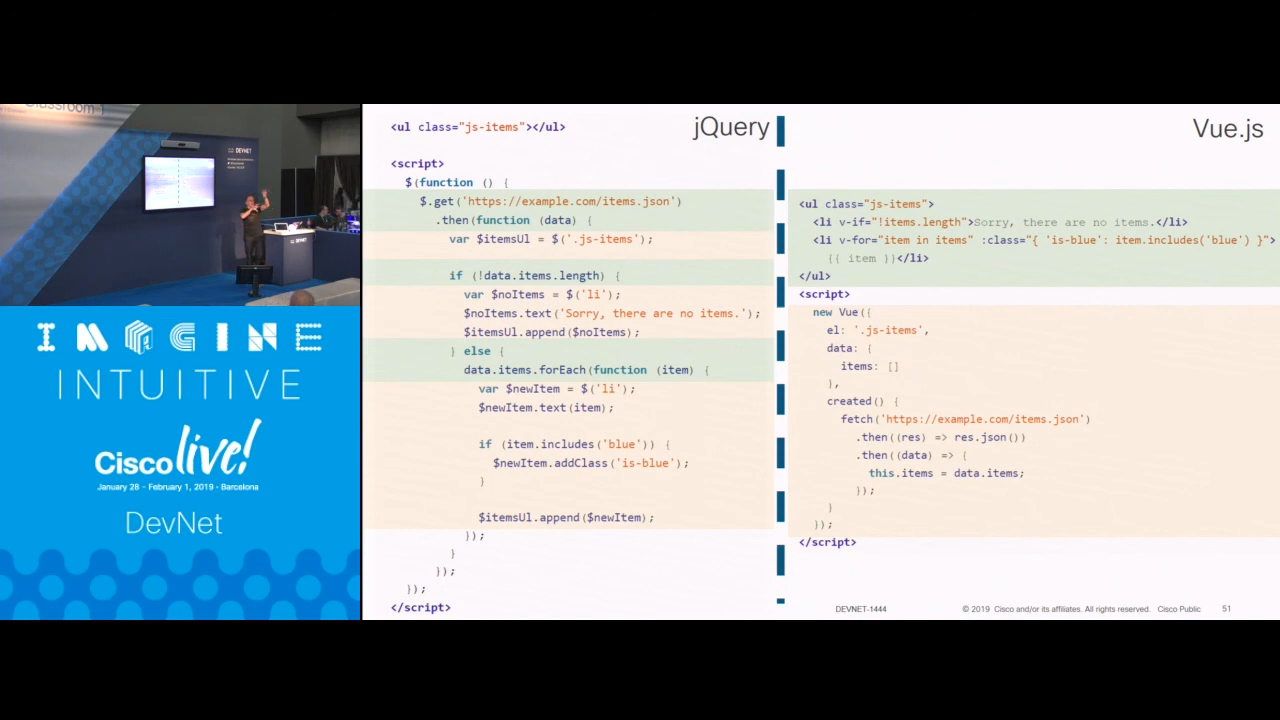 Classroom
DEVNET
DEVNET
IMAGINE
INTUITIVE
Cisco live!
January 28 - February 1, 2019 · Barcelona
DevNet
jQuery
<ul class="js-items"></ul>
<script>
$(function () {
$.get('https://example.com/items.json')
.then(function (data) {
var $itemsUl = $('.js-items');
if (!data.items.length) {
var $noItems = $('li');
$noItems.text('Sorry, there are no items.');
$itemsUl.append($noItems);
} else {
data.items.forEach(function (item) {
var $newItem = $('li');
$newItem.text(item);
if (item.includes('blue')) {
$newItem.addClass('is-blue');
}
$itemsUl.append($newItem);
});
}
});
});
</script>
Vue.js
<ul class="js-items">
<li v-if="!items.length">Sorry, there are no items.</li>
<li v-for="item in items" :class="{ 'is-blue': item.includes('blue') }">
{{ item }}</li>
</ul>
<script>
new Vue({
el: '.js-items',
data: {
items: []
},
created() {
fetch('https://example.com/items.json')
.then((res) => res.json())
.then((data) => {
this.items = data.items;
});
}
});
</script>
DEVNET-1444
© 2019 Cisco and/or its affiliates. All rights reserved. Cisco Public
51